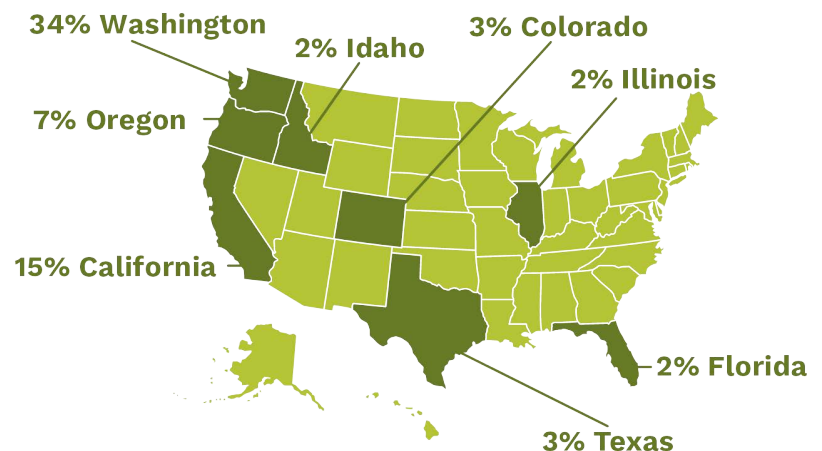 34% Washington
2% Idaho
3% Colorado
2% Illinois
7% Oregon
15% California
2% Florida
3% Texas